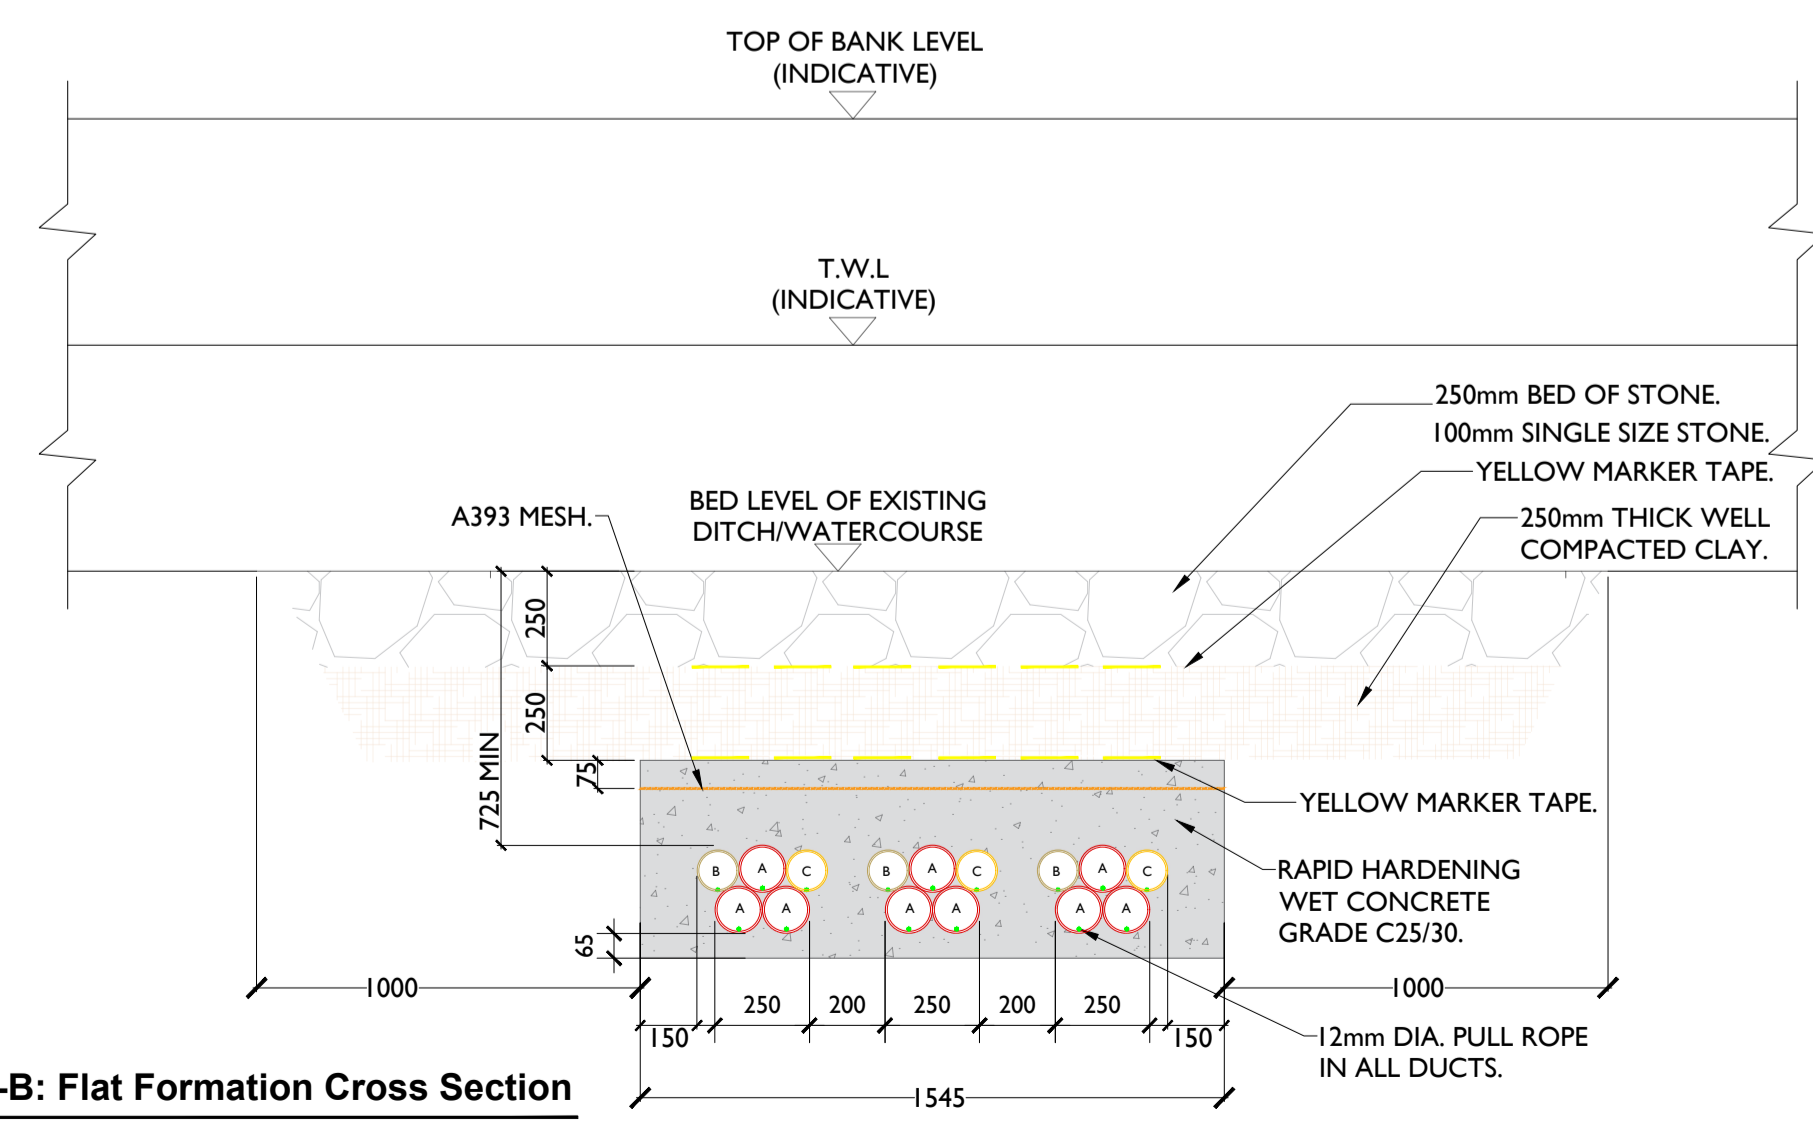 TOP OF BANK LEVEL
(INDICATIVE)
T.W.L
(INDICATIVE)
250mm BED OF STONE.
100mm SINGLE SIZE STONE.
YELLOW MARKER TAPE.
A393 MESH.
BED LEVEL OF EXISTING
DITCH/WATERCOURSE
250mm THICK WELL
COMPACTED CLAY.
250
250
725 MIN
75
YELLOW MARKER TAPE.
RAPID HARDENING
WET CONCRETE
GRADE C25/30.
B A C B A C B A C
A A A A A A
65
1000
1000
250 200 250 200 250
150
150
12mm DIA. PULL ROPE
IN ALL DUCTS.
-B: Flat Formation Cross Section
1545